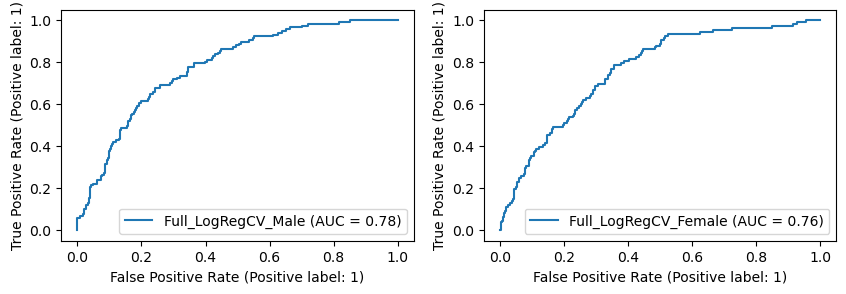 True Positive Rate (Positive label: 1)
1.0
0.8
0.6
0.4
0.2
0.0
Full_LogRegCV_Male (AUC = 0.78)
0.0 0.2 0.4 0.6 0.8 1.0
False Positive Rate (Positive label: 1)
True Positive Rate (Positive label: 1)
1.0
0.8
0.6
0.4
0.2
0.0
Full_LogRegCV_Female (AUC = 0.76)
0.0 0.2 0.4 0.6 0.8 1.0
False Positive Rate (Positive label: 1)